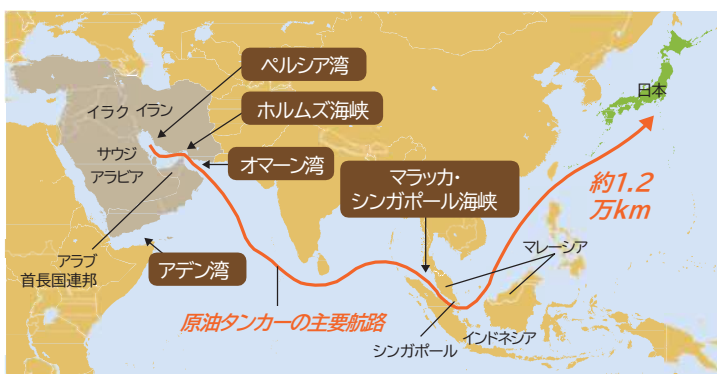 ペルシア湾
イラク イラン
ホルムズ海峡
サウジ
アラビア
オマーン湾
マラッカ・
シンガポール海峡
日本
約1.2
万km
アラブ
首長国連邦
アデン湾
マレーシア
原油タンカーの主要航路
シンガポール
インドネシア